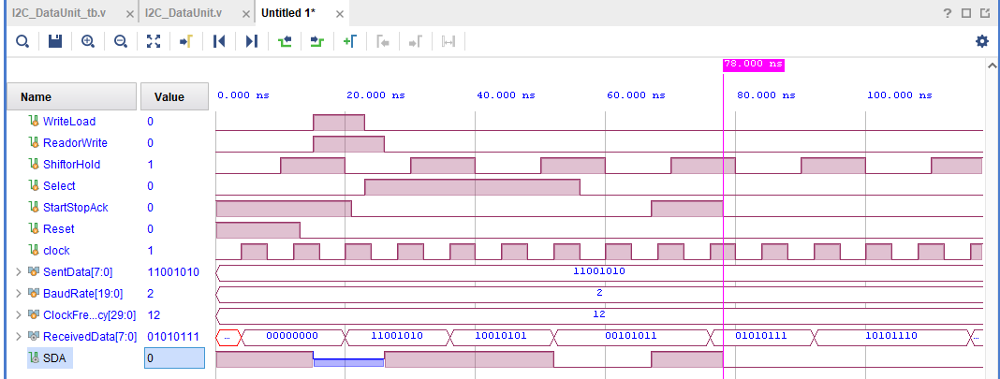 I2C_DataUnit_tb.v × I2C_DataUnit.v × Untitled 1* × ?
78.000 ns
Name Value 0.000 ns 20.000 ns 40.000 ns 60.000 ns 80.000 ns 100.000 ns
WriteLoad 0
ReadorWrite 0
ShiftorHold 1
Select 0
StartStopAck 0
Reset 0
clock 1
SentData[7:0] 11001010 11001010
BaudRate[19:0] 2 2
ClockFre...cy[29:0] 12 12
ReceivedData[7:0] 01010111 ... 00000000 11001010 10010101 00101011 01010111 10101110 ...
SDA 0